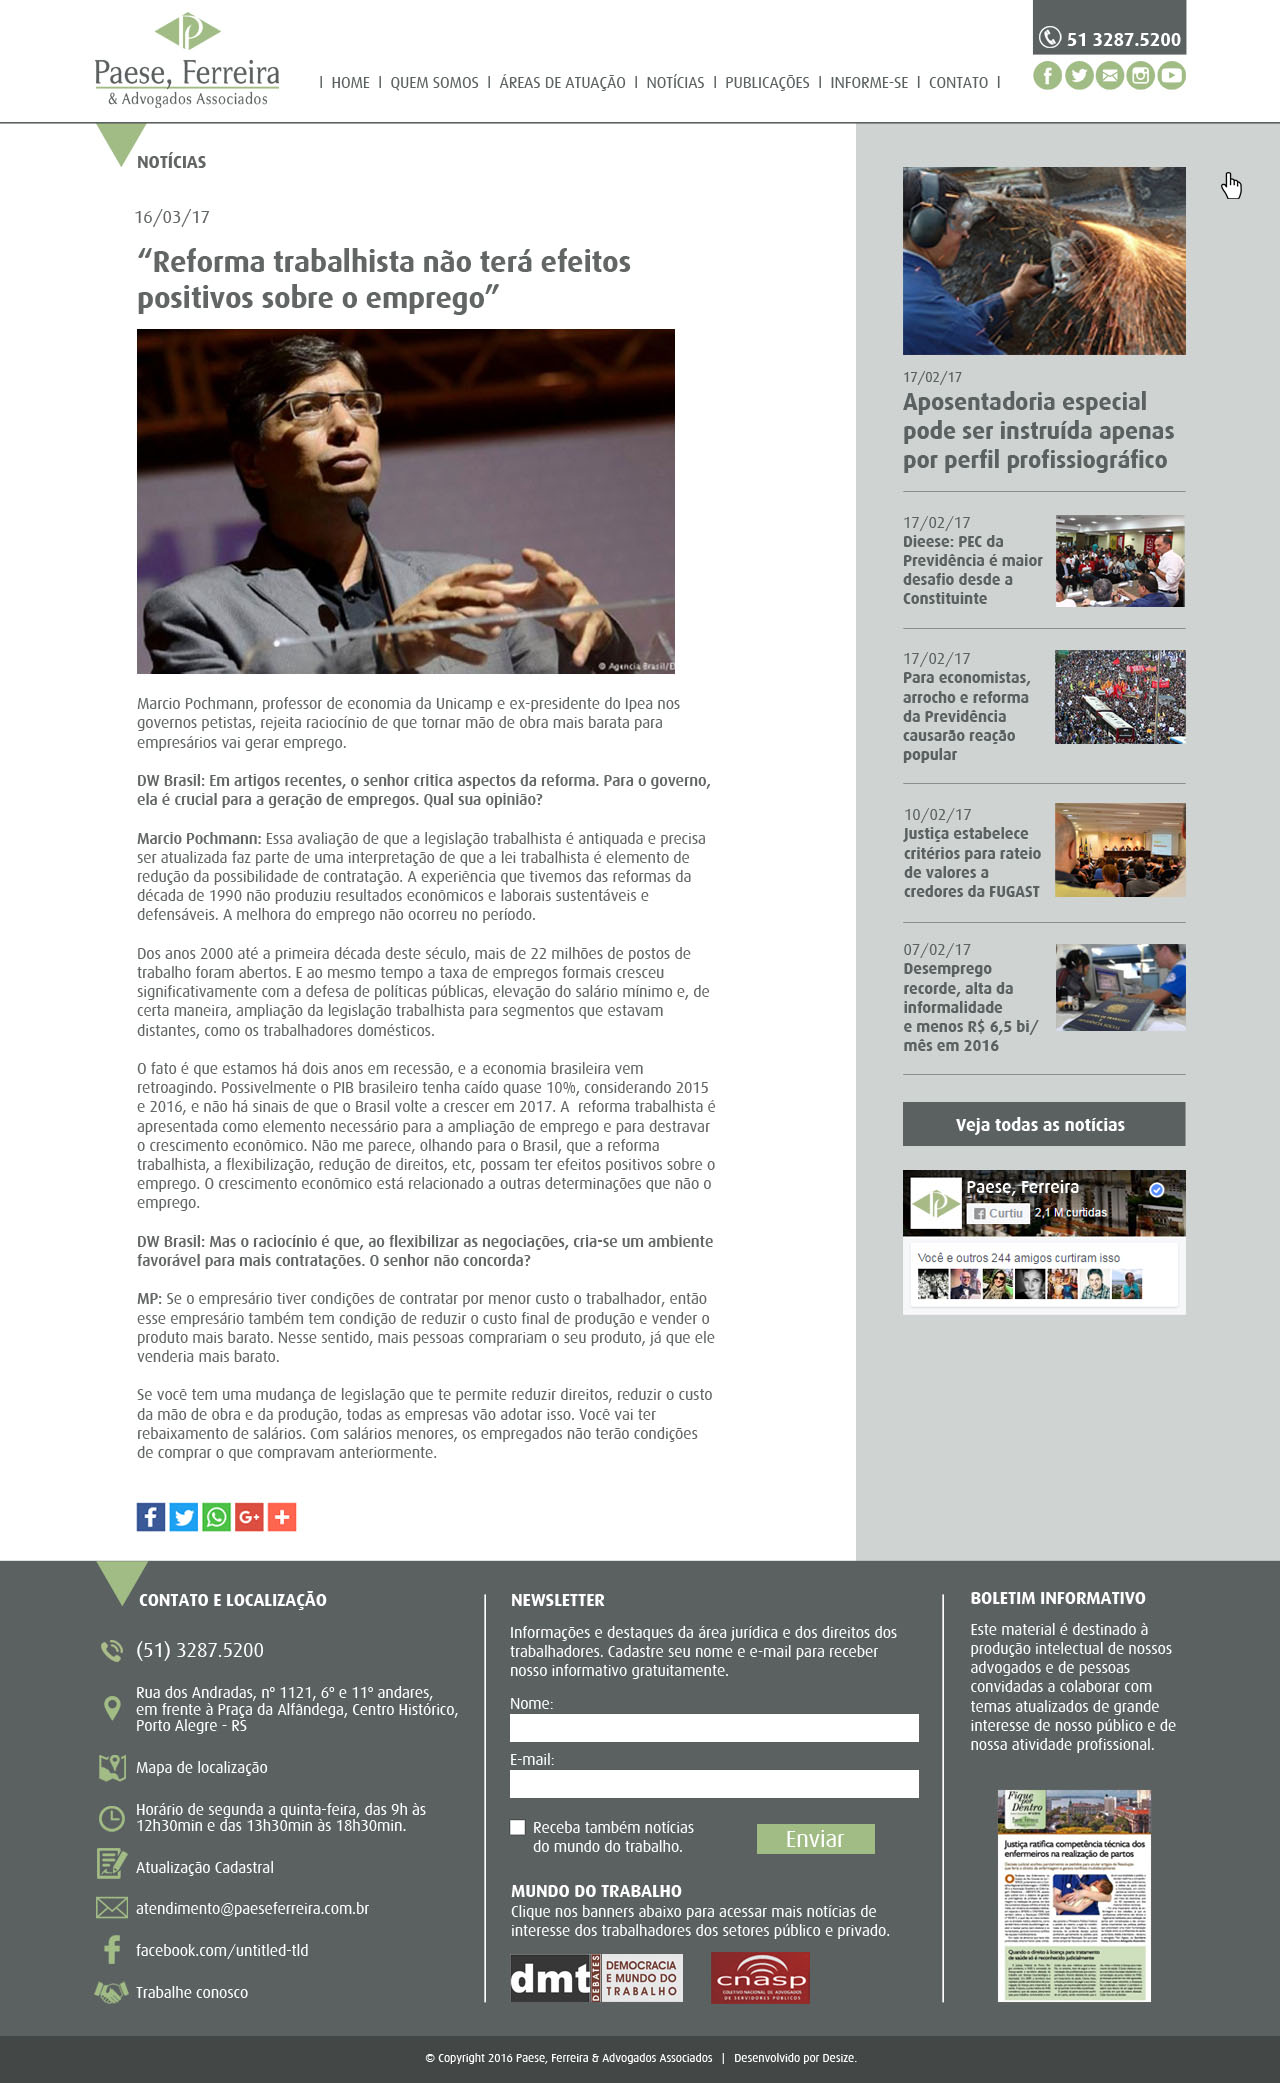 Paese, Ferreira
& Advogados Associados
| HOME | QUEM SOMOS | ÁREAS DE ATUAÇÃO | NOTÍCIAS | PUBLICAÇÕES | INFORME-SE | CONTATO |
51 3287.5200
NOTÍCIAS
16/03/17
“Reforma trabalhista não terá efeitos
positivos sobre o emprego”
© Agencia Brasil/E
Marcio Pochmann, professor de economia da Unicamp e ex-presidente do Ipea nos
governos petistas, rejeita raciocínio de que tornar mão de obra mais barata para
empresários vai gerar emprego.
DW Brasil: Em artigos recentes, o senhor critica aspectos da reforma. Para o governo,
ela é crucial para a geração de empregos. Qual sua opinião?
Marcio Pochmann: Essa avaliação de que a legislação trabalhista é antiquada e precisa
ser atualizada faz parte de uma interpretação de que a lei trabalhista é elemento de
redução da possibilidade de contratação. A experiência que tivemos das reformas da
década de 1990 não produziu resultados econômicos e laborais sustentáveis e
defensáveis. A melhora do emprego não ocorreu no período.
Dos anos 2000 até a primeira década deste século, mais de 22 milhões de postos de
trabalho foram abertos. E ao mesmo tempo a taxa de empregos formais cresceu
significativamente com a defesa de políticas públicas, elevação do salário mínimo e, de
certa maneira, ampliação da legislação trabalhista para segmentos que estavam
distantes, como os trabalhadores domésticos.
O fato é que estamos há dois anos em recessão, e a economia brasileira vem
retroagindo. Possivelmente o PIB brasileiro tenha caído quase 10%, considerando 2015
e 2016, e não há sinais de que o Brasil volte a crescer em 2017. A  reforma trabalhista é
apresentada como elemento necessário para a ampliação de emprego e para destravar
o crescimento econômico. Não me parece, olhando para o Brasil, que a reforma
trabalhista, a flexibilização, redução de direitos, etc, possam ter efeitos positivos sobre o
emprego. O crescimento econômico está relacionado a outras determinações que não o
emprego.
DW Brasil: Mas o raciocínio é que, ao flexibilizar as negociações, cria-se um ambiente
favorável para mais contratações. O senhor não concorda?
MP: Se o empresário tiver condições de contratar por menor custo o trabalhador, então
esse empresário também tem condição de reduzir o custo final de produção e vender o
produto mais barato. Nesse sentido, mais pessoas comprariam o seu produto, já que ele
venderia mais barato.
Se você tem uma mudança de legislação que te permite reduzir direitos, reduzir o custo
da mão de obra e da produção, todas as empresas vão adotar isso. Você vai ter
rebaixamento de salários. Com salários menores, os empregados não terão condições
de comprar o que compravam anteriormente.
17/02/17
Aposentadoria especial
pode ser instruída apenas
por perfil profissiográfico
17/02/17
Dieese: PEC da
Previdência é maior
desafio desde a
Constituinte
17/02/17
Para economistas,
arrocho e reforma
da Previdência
causarão reação
popular
10/02/17
Justiça estabelece
critérios para rateio
de valores a
credores da FUGAST
07/02/17
Desemprego
recorde, alta da
informalidade
e menos R$ 6,5 bi/
mês em 2016
Veja todas as notícias
Paese, Ferreira
Curtiu 2,1 M curtidas
Você e outros 244 amigos curtiram isso
CONTATO E LOCALIZAÇÃO
(51) 3287.5200
Rua dos Andradas, nº 1121, 6º e 11º andares,
em frente à Praça da Alfândega, Centro Histórico,
Porto Alegre - RS
Mapa de localização
Horário de segunda a quinta-feira, das 9h às
12h30min e das 13h30min às 18h30min.
Atualização Cadastral
atendimento@paeseferreira.com.br
facebook.com/untitled-tld
Trabalhe conosco
NEWSLETTER
Informações e destaques da área jurídica e dos direitos dos
trabalhadores. Cadastre seu nome e e-mail para receber
nosso informativo gratuitamente.
Nome:
E-mail:
Receba também notícias
do mundo do trabalho.
Enviar
MUNDO DO TRABALHO
Clique nos banners abaixo para acessar mais notícias de
interesse dos trabalhadores dos setores público e privado.
dmt DEBATES DEMOCRACIA
E MUNDO DO
TRABALHO
cnasp
COLETIVO NACIONAL DE ADVOGADOS
DE SERVIDORES PÚBLICOS
BOLETIM INFORMATIVO
Este material é destinado à
produção intelectual de nossos
advogados e de pessoas
convidadas a colaborar com
temas atualizados de grande
interesse de nosso público e de
nossa atividade profissional.
Fique por
Dentro
Justiça ratifica competência técnica dos
enfermeiros na realização de partos
Quando o direito à licença para tratamento
de saúde só é reconhecido judicialmente
© Copyright 2016 Paese, Ferreira & Advogados Associados | Desenvolvido por Desize.